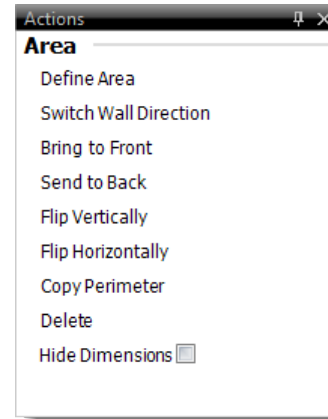 Actions
Area
Define Area
Switch Wall Direction
Bring to Front
Send to Back
Flip Vertically
Flip Horizontally
Copy Perimeter
Delete
Hide Dimensions